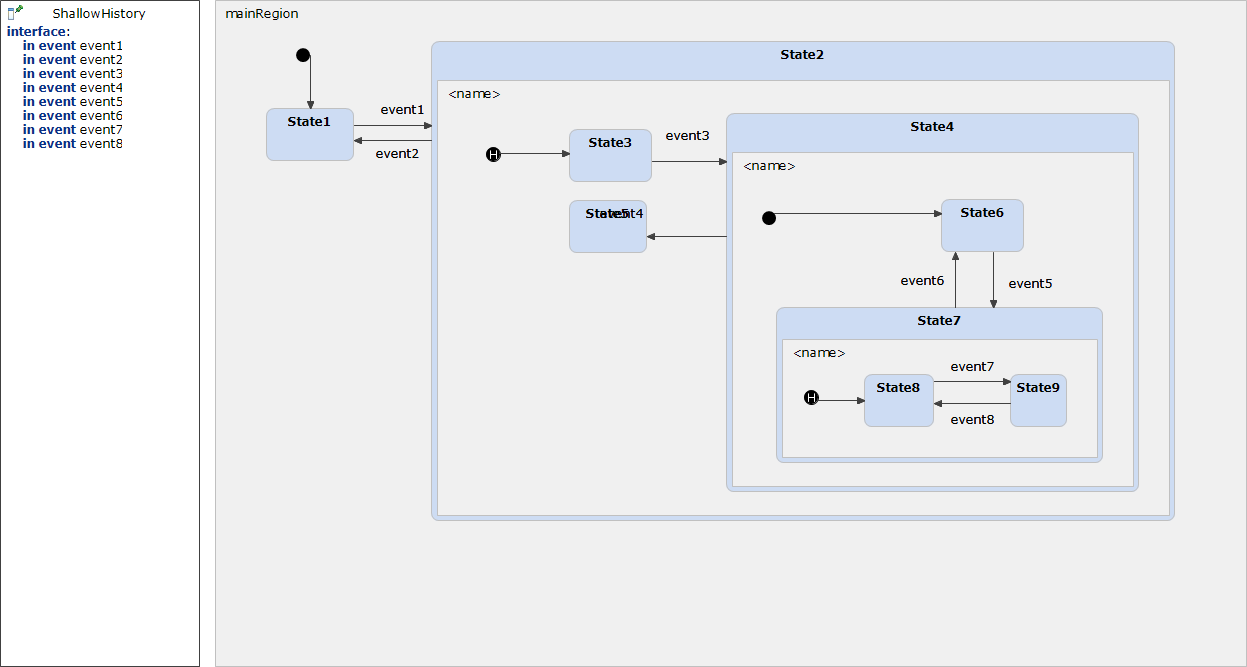 ShallowHistory
interface:
in event event1
in event event2
in event event3
in event event4
in event event5
in event event6
in event event7
in event event8
mainRegion
State2
<name>
State1
event1
event2
H
State3
event3
State4
<name>
State5
event4
State6
event6
event5
State7
<name>
H
State8
event7
State9
event8